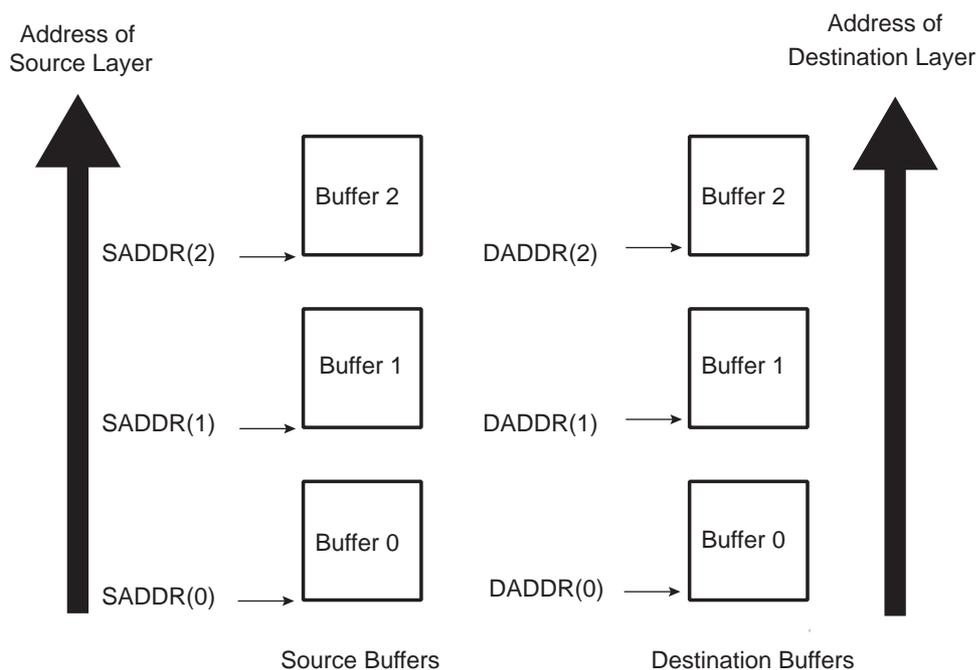 Address of
Source Layer
Address of
Destination Layer
Buffer 2
Buffer 2
SADDR(2)
DADDR(2)
Buffer 1
Buffer 1
SADDR(1)
DADDR(1)
Buffer 0
Buffer 0
SADDR(0)
DADDR(0)
Source Buffers
Destination Buffers